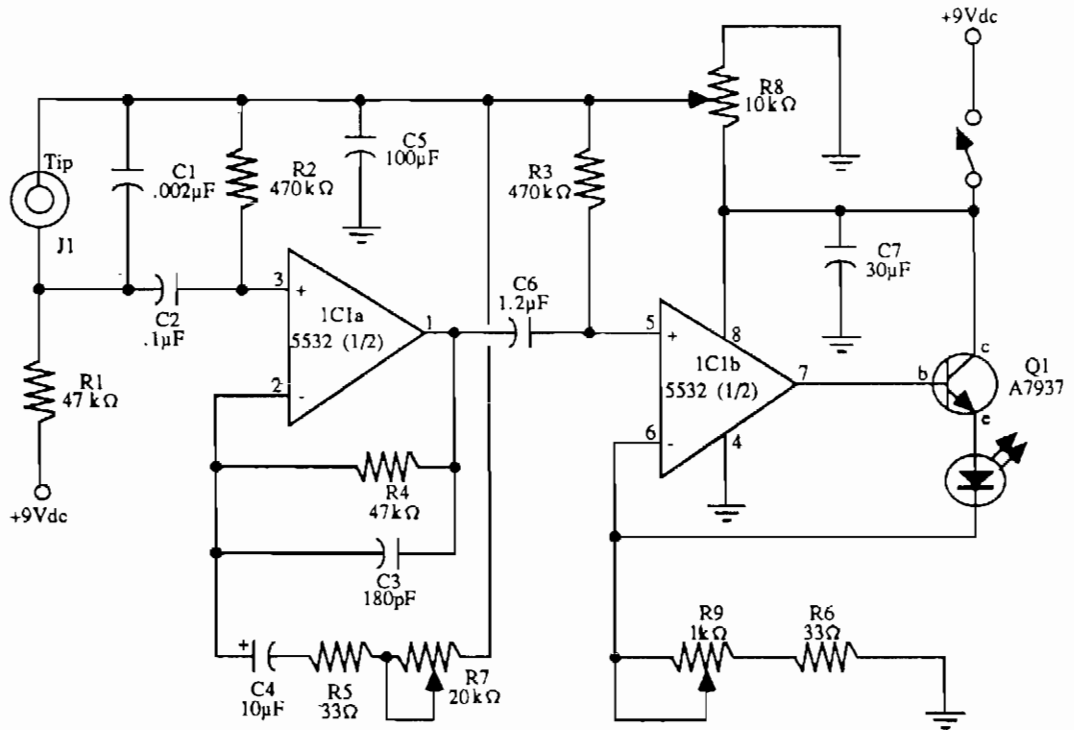 +9Vdc
R8
10kΩ
Tip
J1
C1
.002µF
R2
470kΩ
C5
100µF
R3
470kΩ
C7
30µF
C2
.1µF
3
+
1C1a
5532 (1/2)
1
2
-
C6
1.2µF
5
+
8
1C1b
5532 (1/2)
7
6
-
4
b
c
e
Q1
A7937
R1
47kΩ
+9Vdc
R4
47kΩ
C3
180pF
+
C4
10µF
R5
33Ω
R7
20kΩ
R9
1kΩ
R6
33Ω